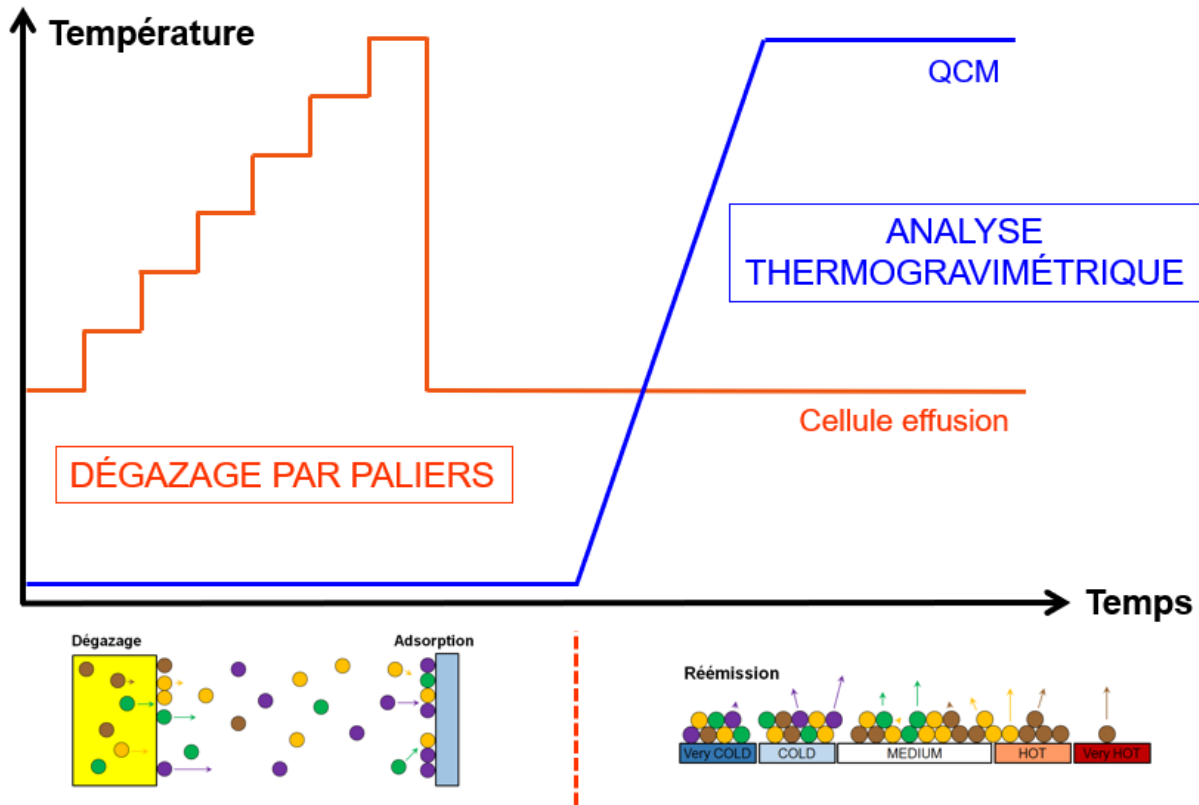 Température
QCM
ANALYSE
THERMOGRAVIMÉTRIQUE
Cellule effusion
DÉGAZAGE PAR PALIERS
Temps
Dégazage
Adsorption
Réémission
Very COLD
COLD
MEDIUM
HOT
Very HOT